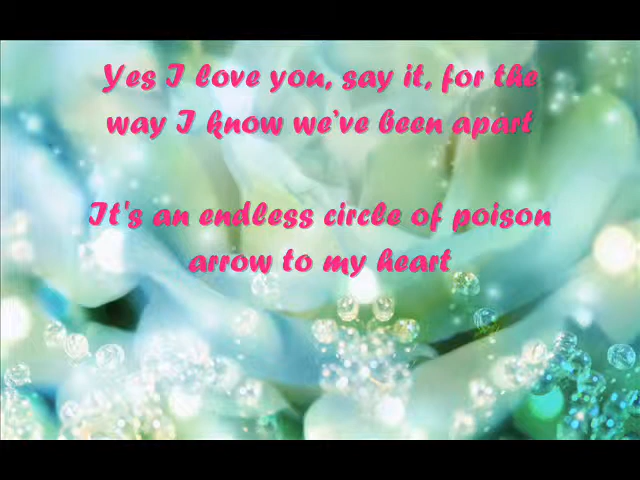 Yes I love you, say it, for the
way I know we've been apart
It's an endless circle of poison
arrow to my heart